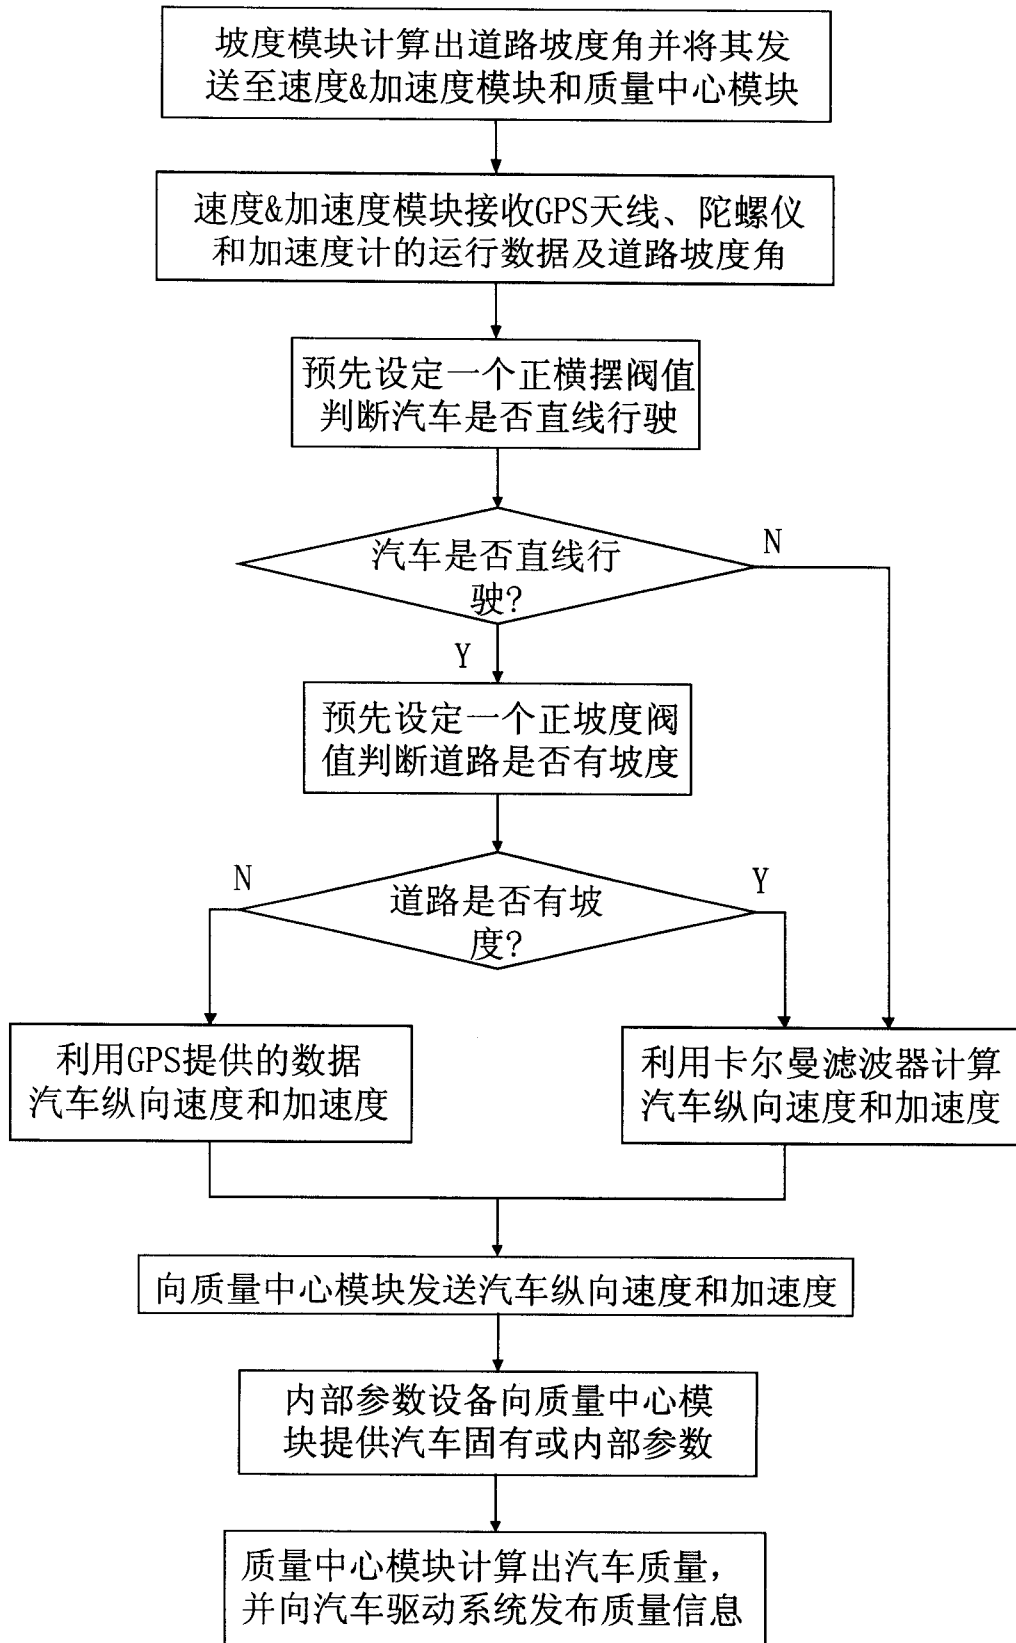 坡度模块计算出道路坡度角并将其发
送至速度&加速度模块和质量中心模块
速度&加速度模块接收GPS天线、陀螺仪
和加速度计的运行数据及道路坡度角
预先设定一个正横摆阀值
判断汽车是否直线行驶
汽车是否直线行
驶?
N
Y
预先设定一个正坡度阀
值判断道路是否有坡度
N
道路是否有坡
度?
Y
利用GPS提供的数据
汽车纵向速度和加速度
利用卡尔曼滤波器计算
汽车纵向速度和加速度
向质量中心模块发送汽车纵向速度和加速度
内部参数设备向质量中心模
块提供汽车固有或内部参数
质量中心模块计算出汽车质量，
并向汽车驱动系统发布质量信息